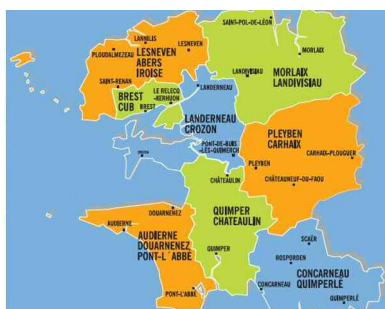 SAINT-POL-DE-LÉON
LANNILIS
LESNEVEN
PLOUDALMEZEAU
MORLAIX
LESNEVEN
ABERS
IROISE
LANDIVISIAU
MORLAIX
LANDIVISIAU
SAINT-RENAN
LE RELECQ
-KERHUON
LANDERNEAU
BREST
CUB
BREST
LANDERNEAU
CROZON
PLEYBEN
CARHAIX
PONT-DE-BUIS
-LÈS-QUIMERCH
CARHAIX-PLOUGUER
PLEYBEN
CHÂTEAULIN
CHÂTEAUNEUF-DU-FAOU
DOUARNENEZ
QUIMPER
CHATEAULIN
AUDIERNE
AUDIERNE
DOUARNENEZ
PONT-L'ABBÉ
SCAËR
QUIMPER
ROSPORDEN
CONCARNEAU
QUIMPERLÉ
CONCARNEAU
PONT-L'ABBÉ
QUIMPERLÉ